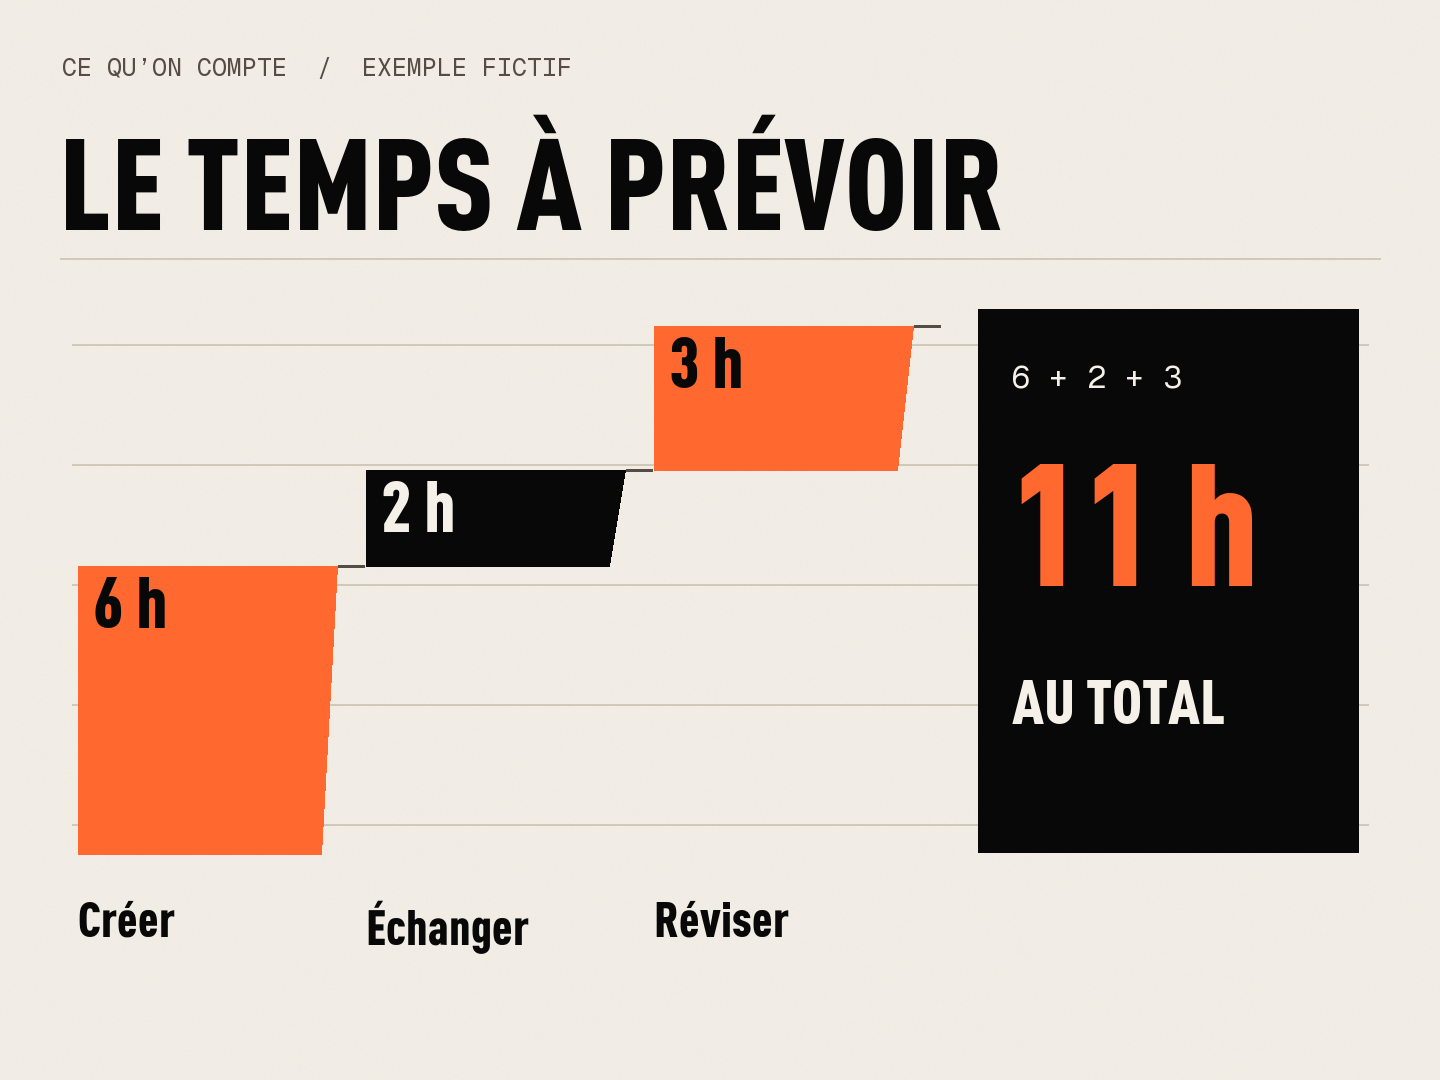 CE QU’ON COMPTE / EXEMPLE FICTIF
LE TEMPS À PRÉVOIR
6 h
2 h
3 h
6 + 2 + 3
11 h
AU TOTAL
Créer
Échanger
Réviser